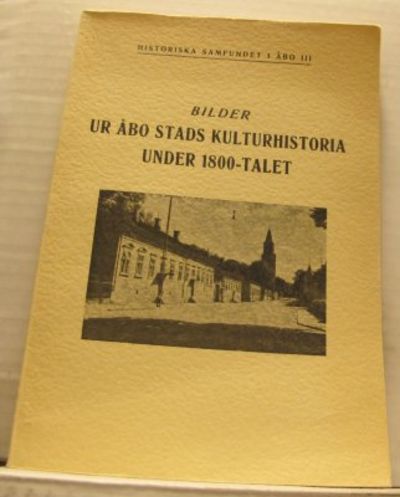 HISTORISKA SAMFUNDET I ÅBO III
BILDER
UR ÅBO STADS KULTURHISTORIA
UNDER 1800-TALET